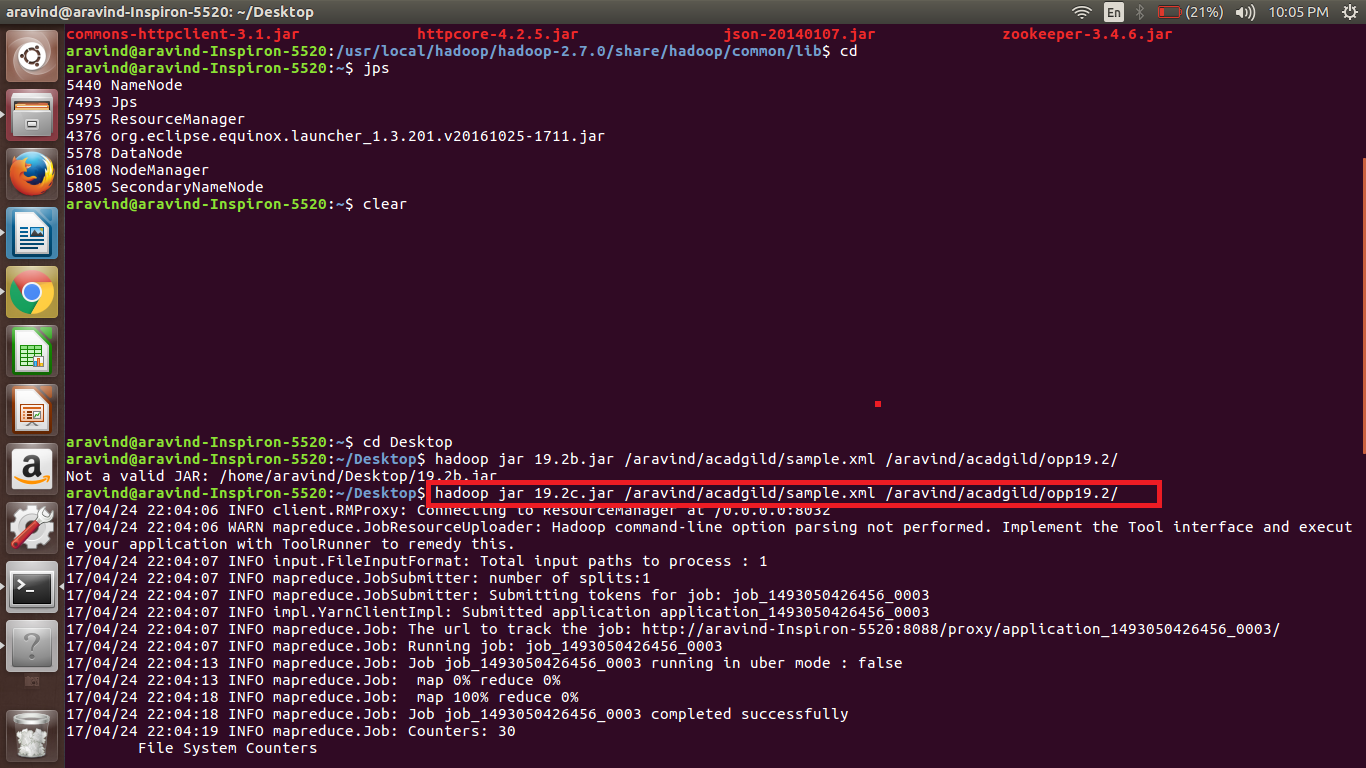 aravind@aravind-Inspiron-5520: ~/Desktop En (21%) 10:05 PM
commons-httpclient-3.1.jar httpcore-4.2.5.jar json-20140107.jar zookeeper-3.4.6.jar
aravind@aravind-Inspiron-5520:/usr/local/hadoop/hadoop-2.7.0/share/hadoop/common/lib$ cd
aravind@aravind-Inspiron-5520:~$ jps
5440 NameNode
7493 Jps
5975 ResourceManager
4376 org.eclipse.equinox.launcher_1.3.201.v20161025-1711.jar
5578 DataNode
6108 NodeManager
5805 SecondaryNameNode
aravind@aravind-Inspiron-5520:~$ clear
aravind@aravind-Inspiron-5520:~$ cd Desktop
aravind@aravind-Inspiron-5520:~/Desktop$ hadoop jar 19.2b.jar /aravind/acadgild/sample.xml /aravind/acadgild/opp19.2/
Not a valid JAR: /home/aravind/Desktop/19.2b.jar
aravind@aravind-Inspiron-5520:~/Desktop$ hadoop jar 19.2c.jar /aravind/acadgild/sample.xml /aravind/acadgild/opp19.2/
17/04/24 22:04:06 INFO client.RMProxy: Connecting to ResourceManager at /0.0.0.0:8032
17/04/24 22:04:06 WARN mapreduce.JobResourceUploader: Hadoop command-line option parsing not performed. Implement the Tool interface and execut
e your application with ToolRunner to remedy this.
17/04/24 22:04:07 INFO input.FileInputFormat: Total input paths to process : 1
17/04/24 22:04:07 INFO mapreduce.JobSubmitter: number of splits:1
17/04/24 22:04:07 INFO mapreduce.JobSubmitter: Submitting tokens for job: job_1493050426456_0003
17/04/24 22:04:07 INFO impl.YarnClientImpl: Submitted application application_1493050426456_0003
17/04/24 22:04:07 INFO mapreduce.Job: The url to track the job: http://aravind-Inspiron-5520:8088/proxy/application_1493050426456_0003/
17/04/24 22:04:07 INFO mapreduce.Job: Running job: job_1493050426456_0003
17/04/24 22:04:13 INFO mapreduce.Job: Job job_1493050426456_0003 running in uber mode : false
17/04/24 22:04:13 INFO mapreduce.Job:  map 0% reduce 0%
17/04/24 22:04:18 INFO mapreduce.Job:  map 100% reduce 0%
17/04/24 22:04:18 INFO mapreduce.Job: Job job_1493050426456_0003 completed successfully
17/04/24 22:04:19 INFO mapreduce.Job: Counters: 30
File System Counters